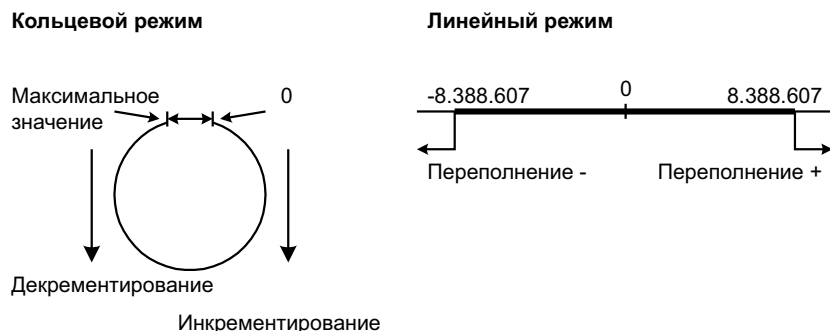 Кольцевой режим
Максимальное
значение
0
Декрементирование
Инкрементирование
Линейный режим
-8.388.607
0
8.388.607
Переполнение -
Переполнение +